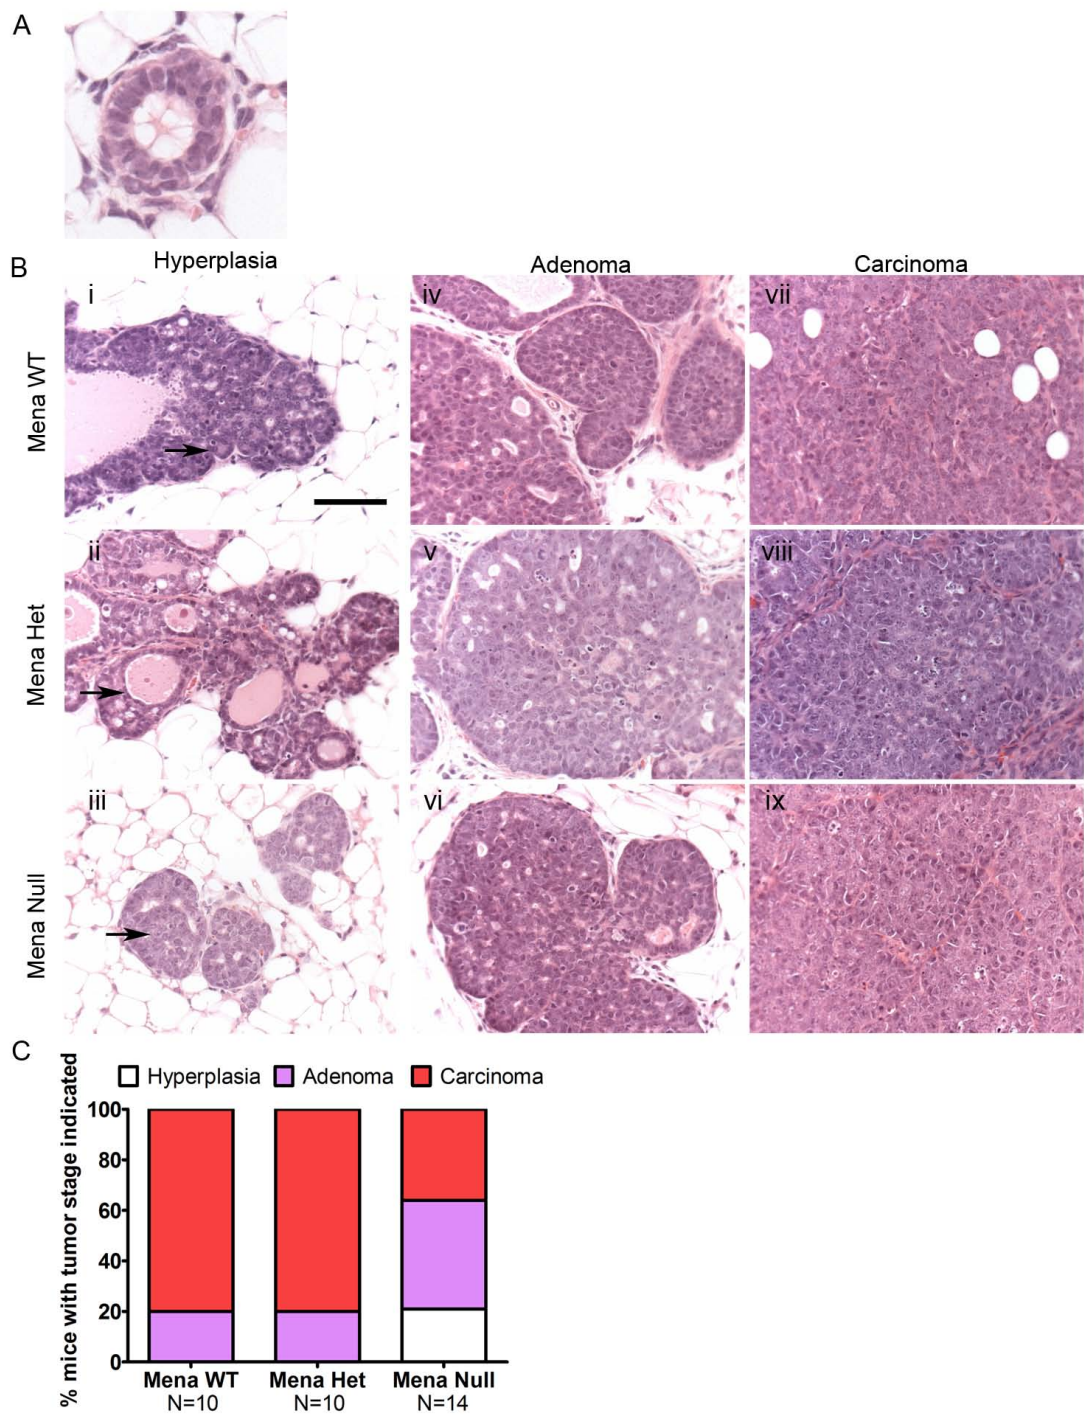 A
B
Hyperplasia
Adenoma
Carcinoma
i
iv
vii
Mena WT
ii
v
viii
Mena Het
iii
vi
ix
Mena Null
C
Hyperplasia Adenoma Carcinoma
% mice with tumor stage indicated
100
80
60
40
20
0
Mena WT Mena Het Mena Null
N=10 N=10 N=14